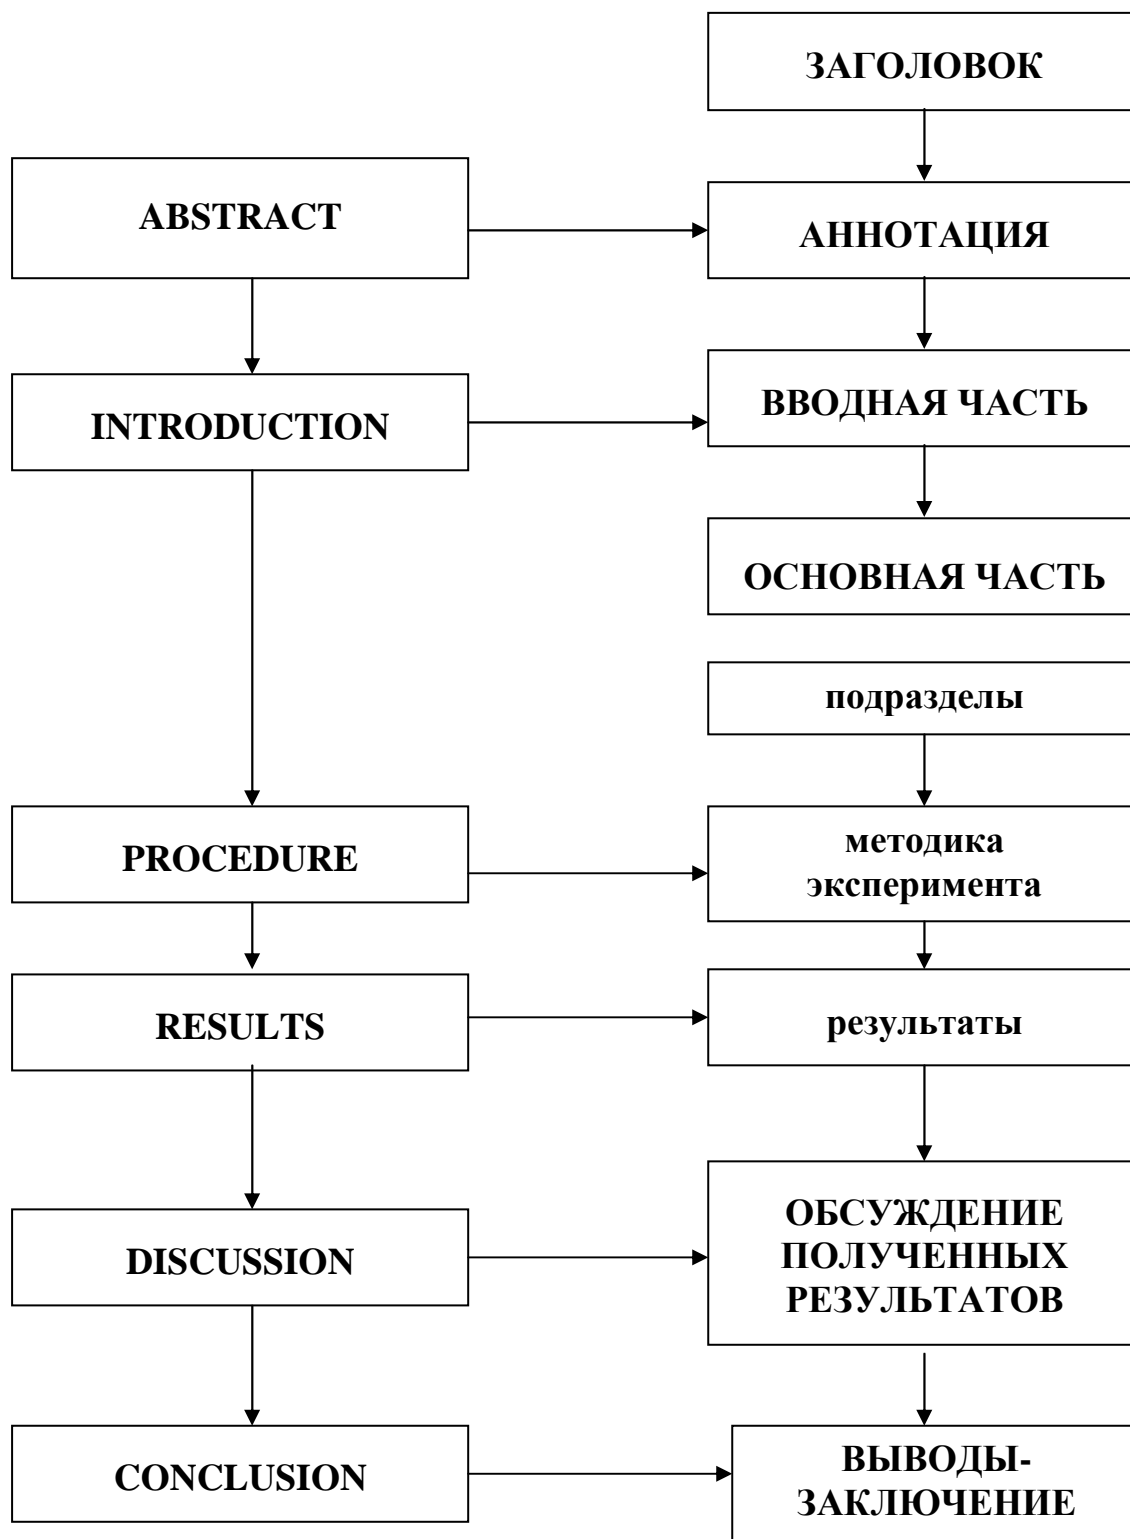 ЗАГОЛОВОК
ABSTRACT
АННОТАЦИЯ
INTRODUCTION
ВВОДНАЯ ЧАСТЬ
ОСНОВНАЯ ЧАСТЬ
подразделы
PROCEDURE
методика
эксперимента
RESULTS
результаты
DISCUSSION
ОБСУЖДЕНИЕ
ПОЛУЧЕННЫХ
РЕЗУЛЬТАТОВ
CONCLUSION
ВЫВОДЫ-
ЗАКЛЮЧЕНИЕ